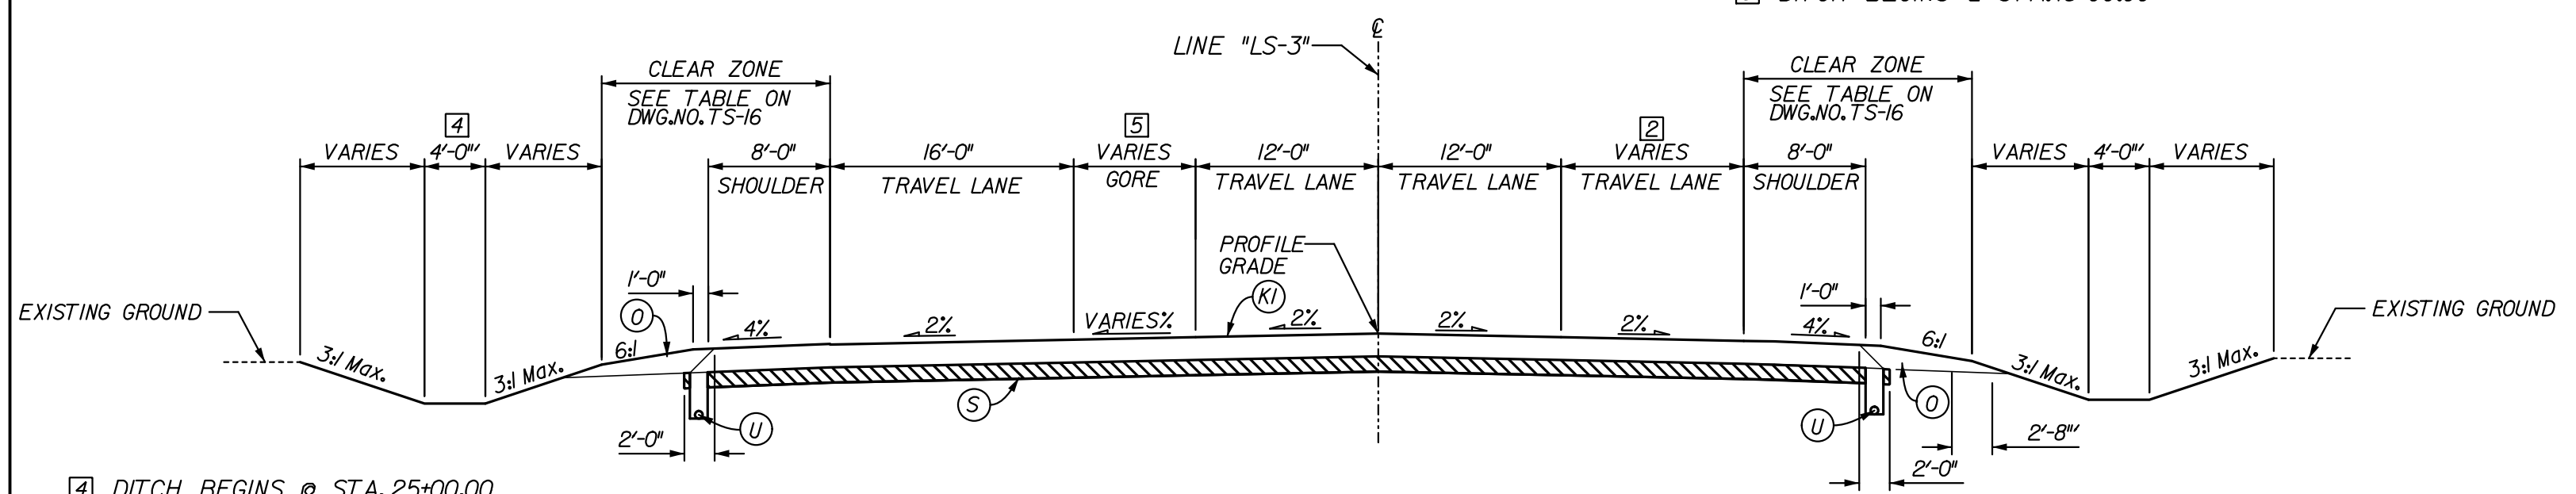 LINE "LS-3"
℄
CLEAR ZONE
SEE TABLE ON
DWG.NO.TS-16
CLEAR ZONE
SEE TABLE ON
DWG.NO.TS-16
4
5
2
VARIES
4'-0"'
VARIES
8'-0"
16'-0"
VARIES
12'-0"
12'-0"
VARIES
8'-0"
VARIES
4'-0"'
VARIES
SHOULDER
TRAVEL LANE
GORE
TRAVEL LANE
TRAVEL LANE
TRAVEL LANE
SHOULDER
PROFILE
GRADE
1'-0"
1'-0"
EXISTING GROUND
EXISTING GROUND
O
K1
4%
2%
VARIES%
2%
2%
2%
4%
3:1 Max.
3:1 Max.
6:1
6:1
3:1 Max.
3:1 Max.
S
O
U
U
2'-0"
2'-8"'
2'-0"
4 DITCH BEGINS @ STA. 25+00.00